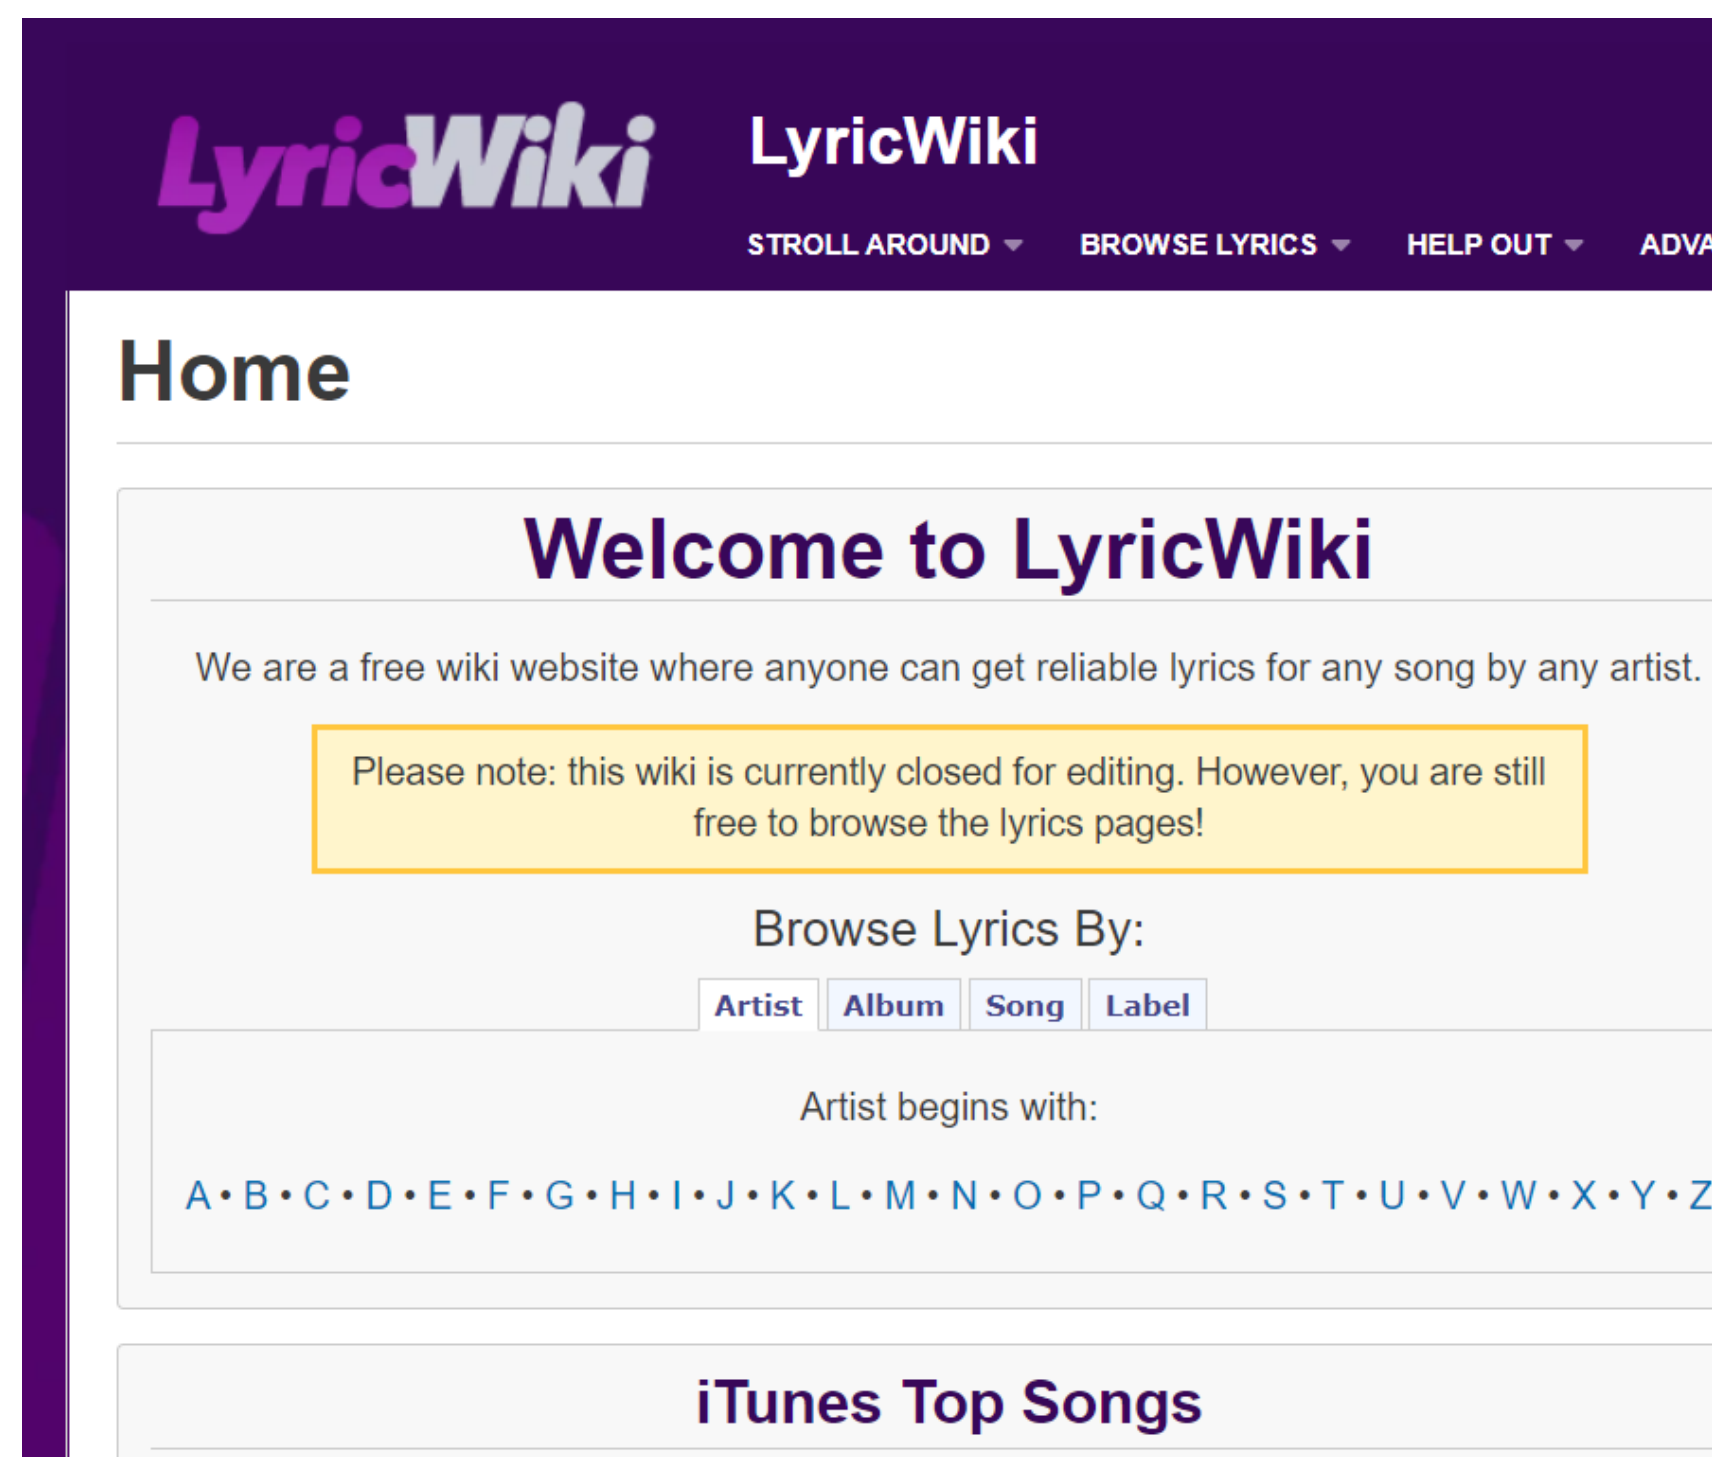 LyricWiki
LyricWiki
STROLL AROUND BROWSE LYRICS HELP OUT
Home
Welcome to LyricWiki
We are a free wiki website where anyone can get reliable lyrics for any song by any artist.
Please note: this wiki is currently closed for editing. However, you are still
free to browse the lyrics pages!
Browse Lyrics By:
Artist Album Song Label
Artist begins with:
A • B • C • D • E • F • G • H • I • J • K • L • M • N • O • P • Q • R • S • T • U • V • W • X • Y • Z
iTunes Top Songs